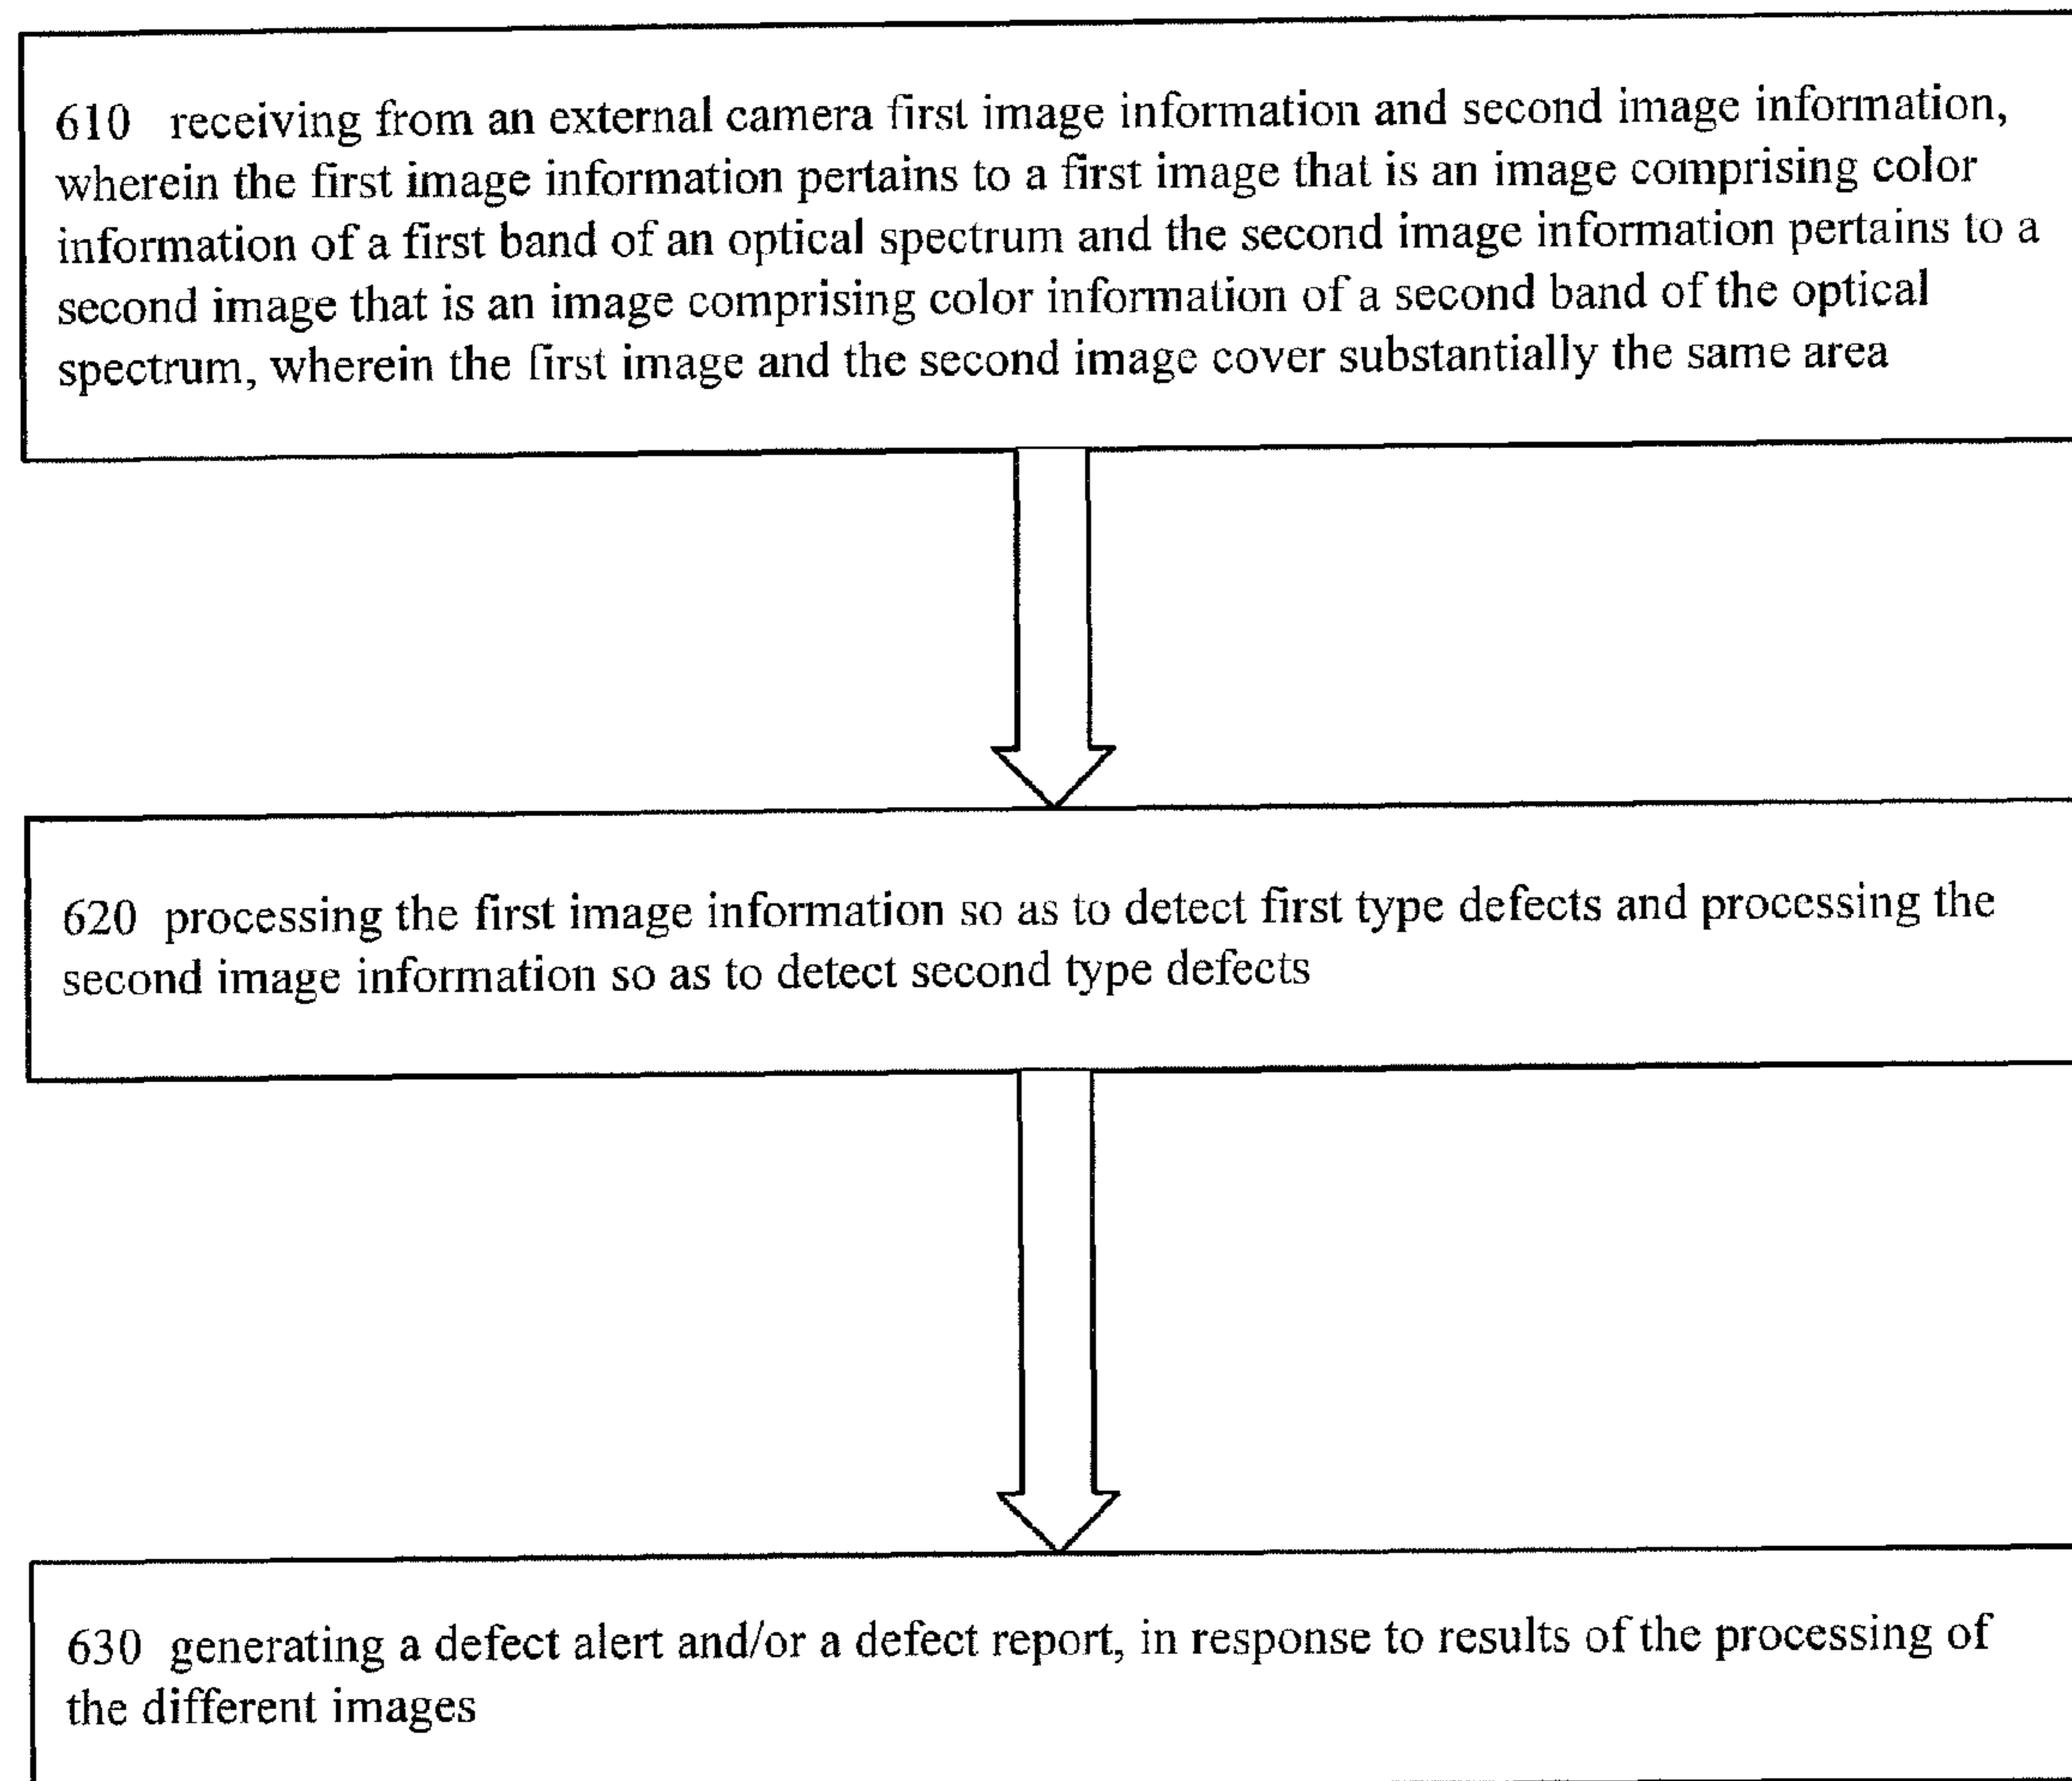 610 receiving from an external camera first image information and second image information,
wherein the first image information pertains to a first image that is an image comprising color
information of a first band of an optical spectrum and the second image information pertains to a
second image that is an image comprising color information of a second band of the optical
spectrum, wherein the first image and the second image cover substantially the same area
620 processing the first image information so as to detect first type defects and processing the
second image information so as to detect second type defects
630 generating a defect alert and/or a defect report, in response to results of the processing of
the different images